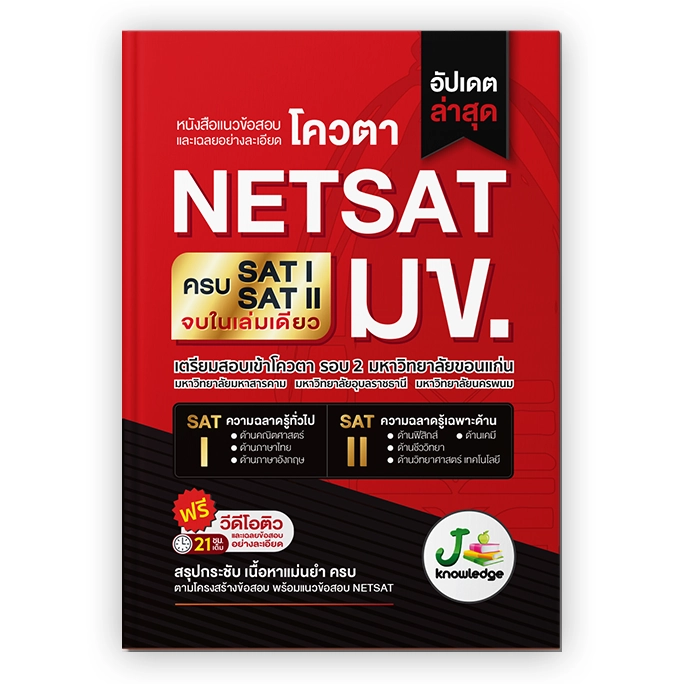 อัปเดต
ล่าสุด
หนังสือแนวข้อสอบ
และเฉลยอย่างละเอียด
โควตา
NETSAT
ครบ SAT I
SAT II
จบในเล่มเดียว
มข.
เตรียมสอบเข้าโควตา รอบ 2 มหาวิทยาลัยขอนแก่น
มหาวิทยาลัยมหาสารคาม มหาวิทยาลัยอุบลราชธานี มหาวิทยาลัยนครพนม
SAT I
ความฉลาดรู้ทั่วไป
• ด้านคณิตศาสตร์
• ด้านภาษาไทย
• ด้านภาษาอังกฤษ
SAT II
ความฉลาดรู้เฉพาะด้าน
• ด้านฟิสิกส์ • ด้านเคมี
• ด้านชีววิทยา
• ด้านวิทยาศาสตร์ เทคโนโลยี
ฟรี
วีดีโอติว
และเฉลยข้อสอบ
21 ชม. เต็ม อย่างละเอียด
J
knowledge
สรุปกระชับ เนื้อหาแม่นยำ ครบ
ตามโครงสร้างข้อสอบ พร้อมแนวข้อสอบ NETSAT